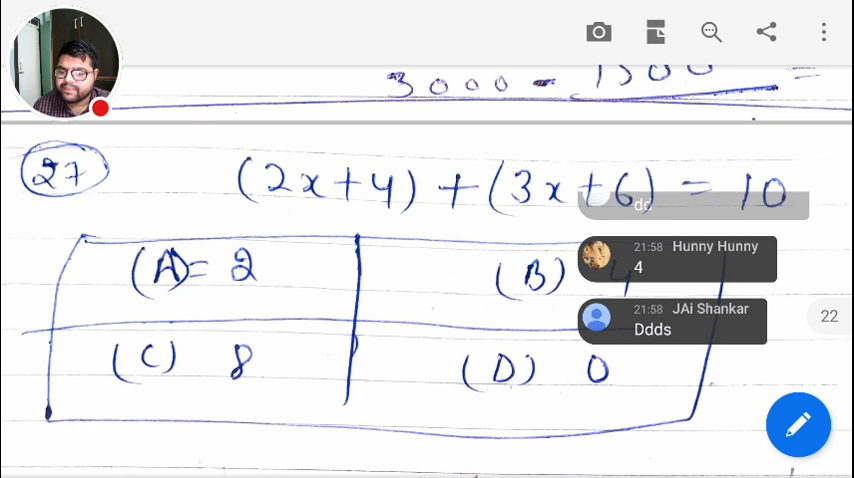 3000 - 1500 =
27 (2x+4) + (3x+6) = 10
dd
(A) = 2 (B) 4
21:58 Hunny Hunny
4
21:58 JAi Shankar
Ddds
22
(C) 8 (D) 0